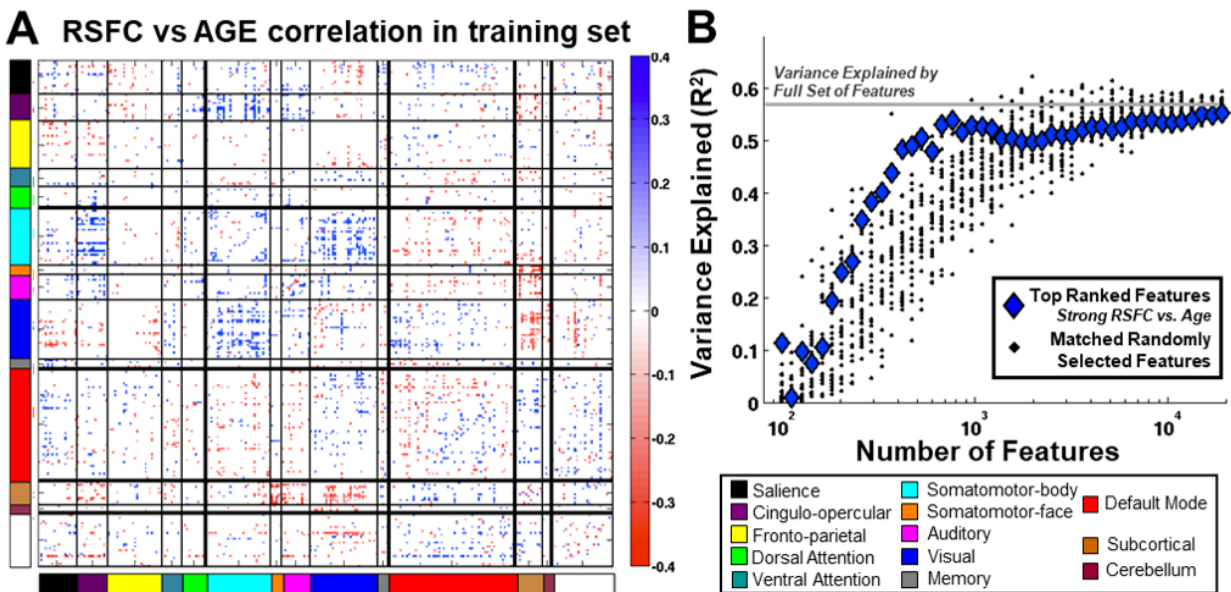 A
RSFC vs AGE correlation in training set
0.4
0.3
0.2
0.1
0
-0.1
-0.2
-0.3
-0.4
B
Variance Explained (R²)
0.6
0.5
0.4
0.3
0.2
0.1
0
Variance Explained by
Full Set of Features
Top Ranked Features
Strong RSFC vs. Age
Matched Randomly
Selected Features
10²
10³
10⁴
Number of Features
Salience
Cingulo-opercular
Fronto-parietal
Dorsal Attention
Ventral Attention
Somatomotor-body
Somatomotor-face
Auditory
Visual
Memory
Default Mode
Subcortical
Cerebellum